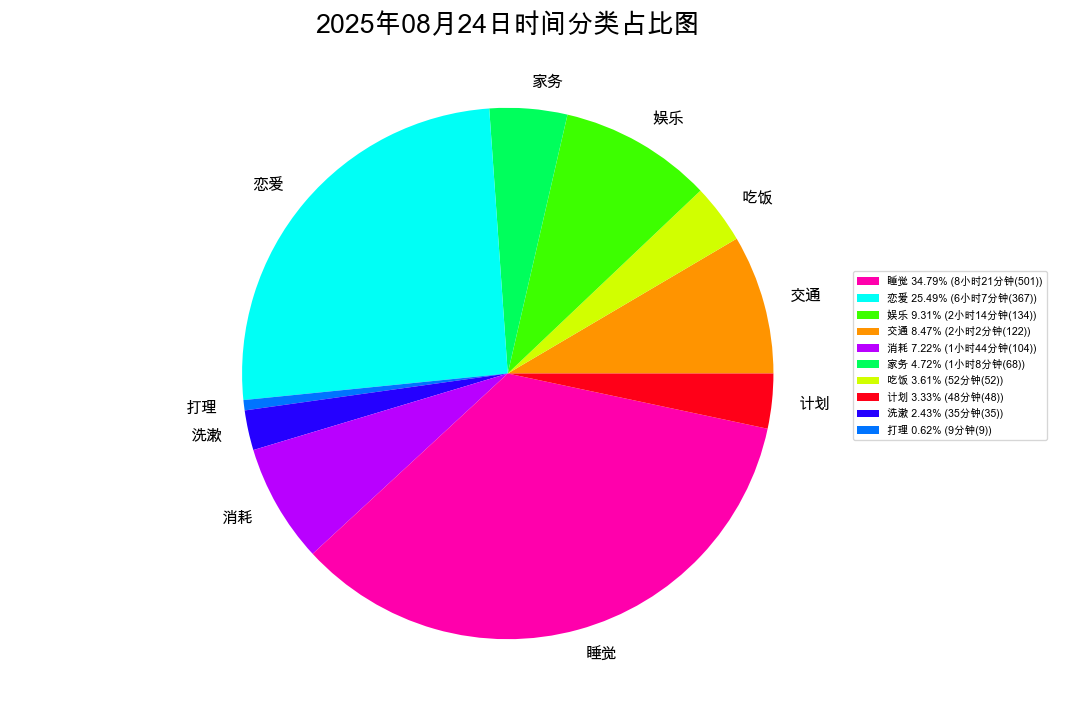 2025年08月24日时间分类占比图
家务
娱乐
恋爱
吃饭
交通
打理
计划
洗漱
消耗
睡觉
睡觉 34.79% (8小时21分钟(501))
恋爱 25.49% (6小时7分钟(367))
娱乐 9.31% (2小时14分钟(134))
交通 8.47% (2小时2分钟(122))
消耗 7.22% (1小时44分钟(104))
家务 4.72% (1小时8分钟(68))
吃饭 3.61% (52分钟(52))
计划 3.33% (48分钟(48))
洗漱 2.43% (35分钟(35))
打理 0.62% (9分钟(9))